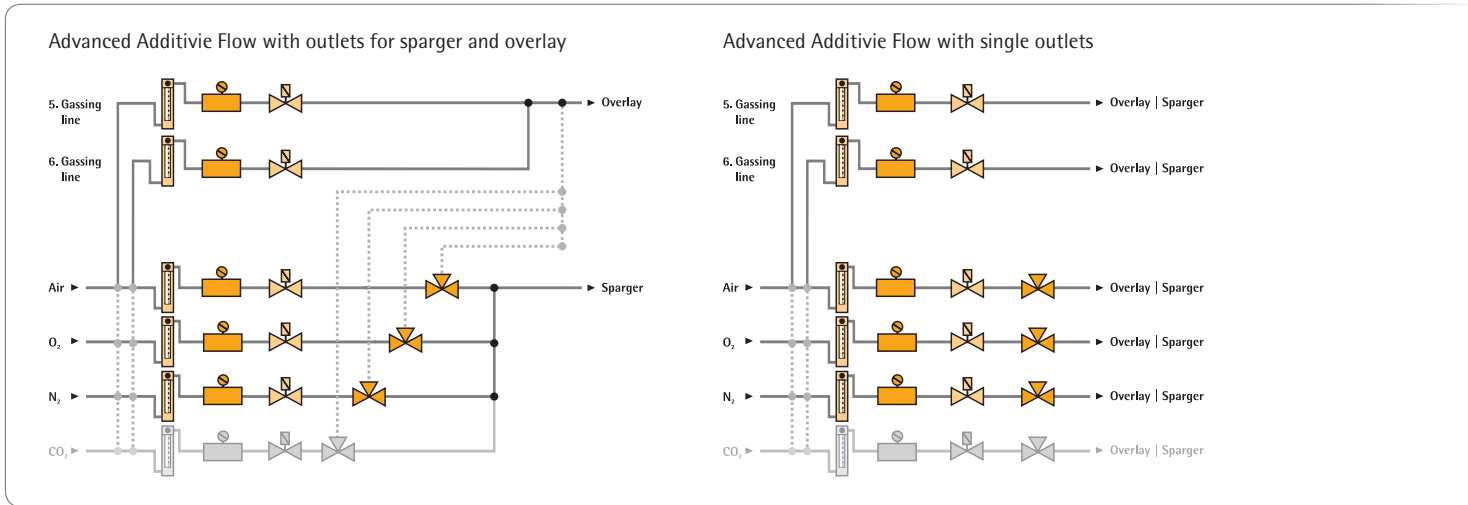 Advanced Additivie Flow with outlets for sparger and overlay
5. Gassing
line
Overlay
6. Gassing
line
Air
Sparger
O₂
N₂
CO₂
Advanced Additivie Flow with single outlets
5. Gassing
line
Overlay | Sparger
6. Gassing
line
Overlay | Sparger
Air
Overlay | Sparger
O₂
Overlay | Sparger
N₂
Overlay | Sparger
CO₂
Overlay | Sparger